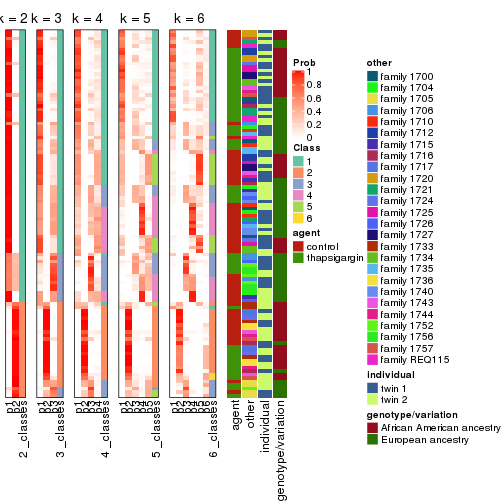 k = 2
k = 3
k = 4
k = 5
k = 6
Prob
1
0.8
0.6
0.4
0.2
0
Class
1
2
3
4
5
6
agent
control
thapsigargin
other
family 1700
family 1704
family 1705
family 1706
family 1710
family 1712
family 1715
family 1716
family 1717
family 1720
family 1721
family 1724
family 1725
family 1726
family 1727
family 1733
family 1734
family 1735
family 1736
family 1740
family 1743
family 1744
family 1752
family 1756
family 1757
family REQ115
individual
twin 1
twin 2
genotype/variation
African American ancestry
European ancestry
p1
p2
2_classes
p1
p2
p3
3_classes
p1
p2
p3
p4
4_classes
p1
p2
p3
p4
p5
5_classes
p1
p2
p3
p4
p5
p6
6_classes
agent
other
individual
genotype/variation